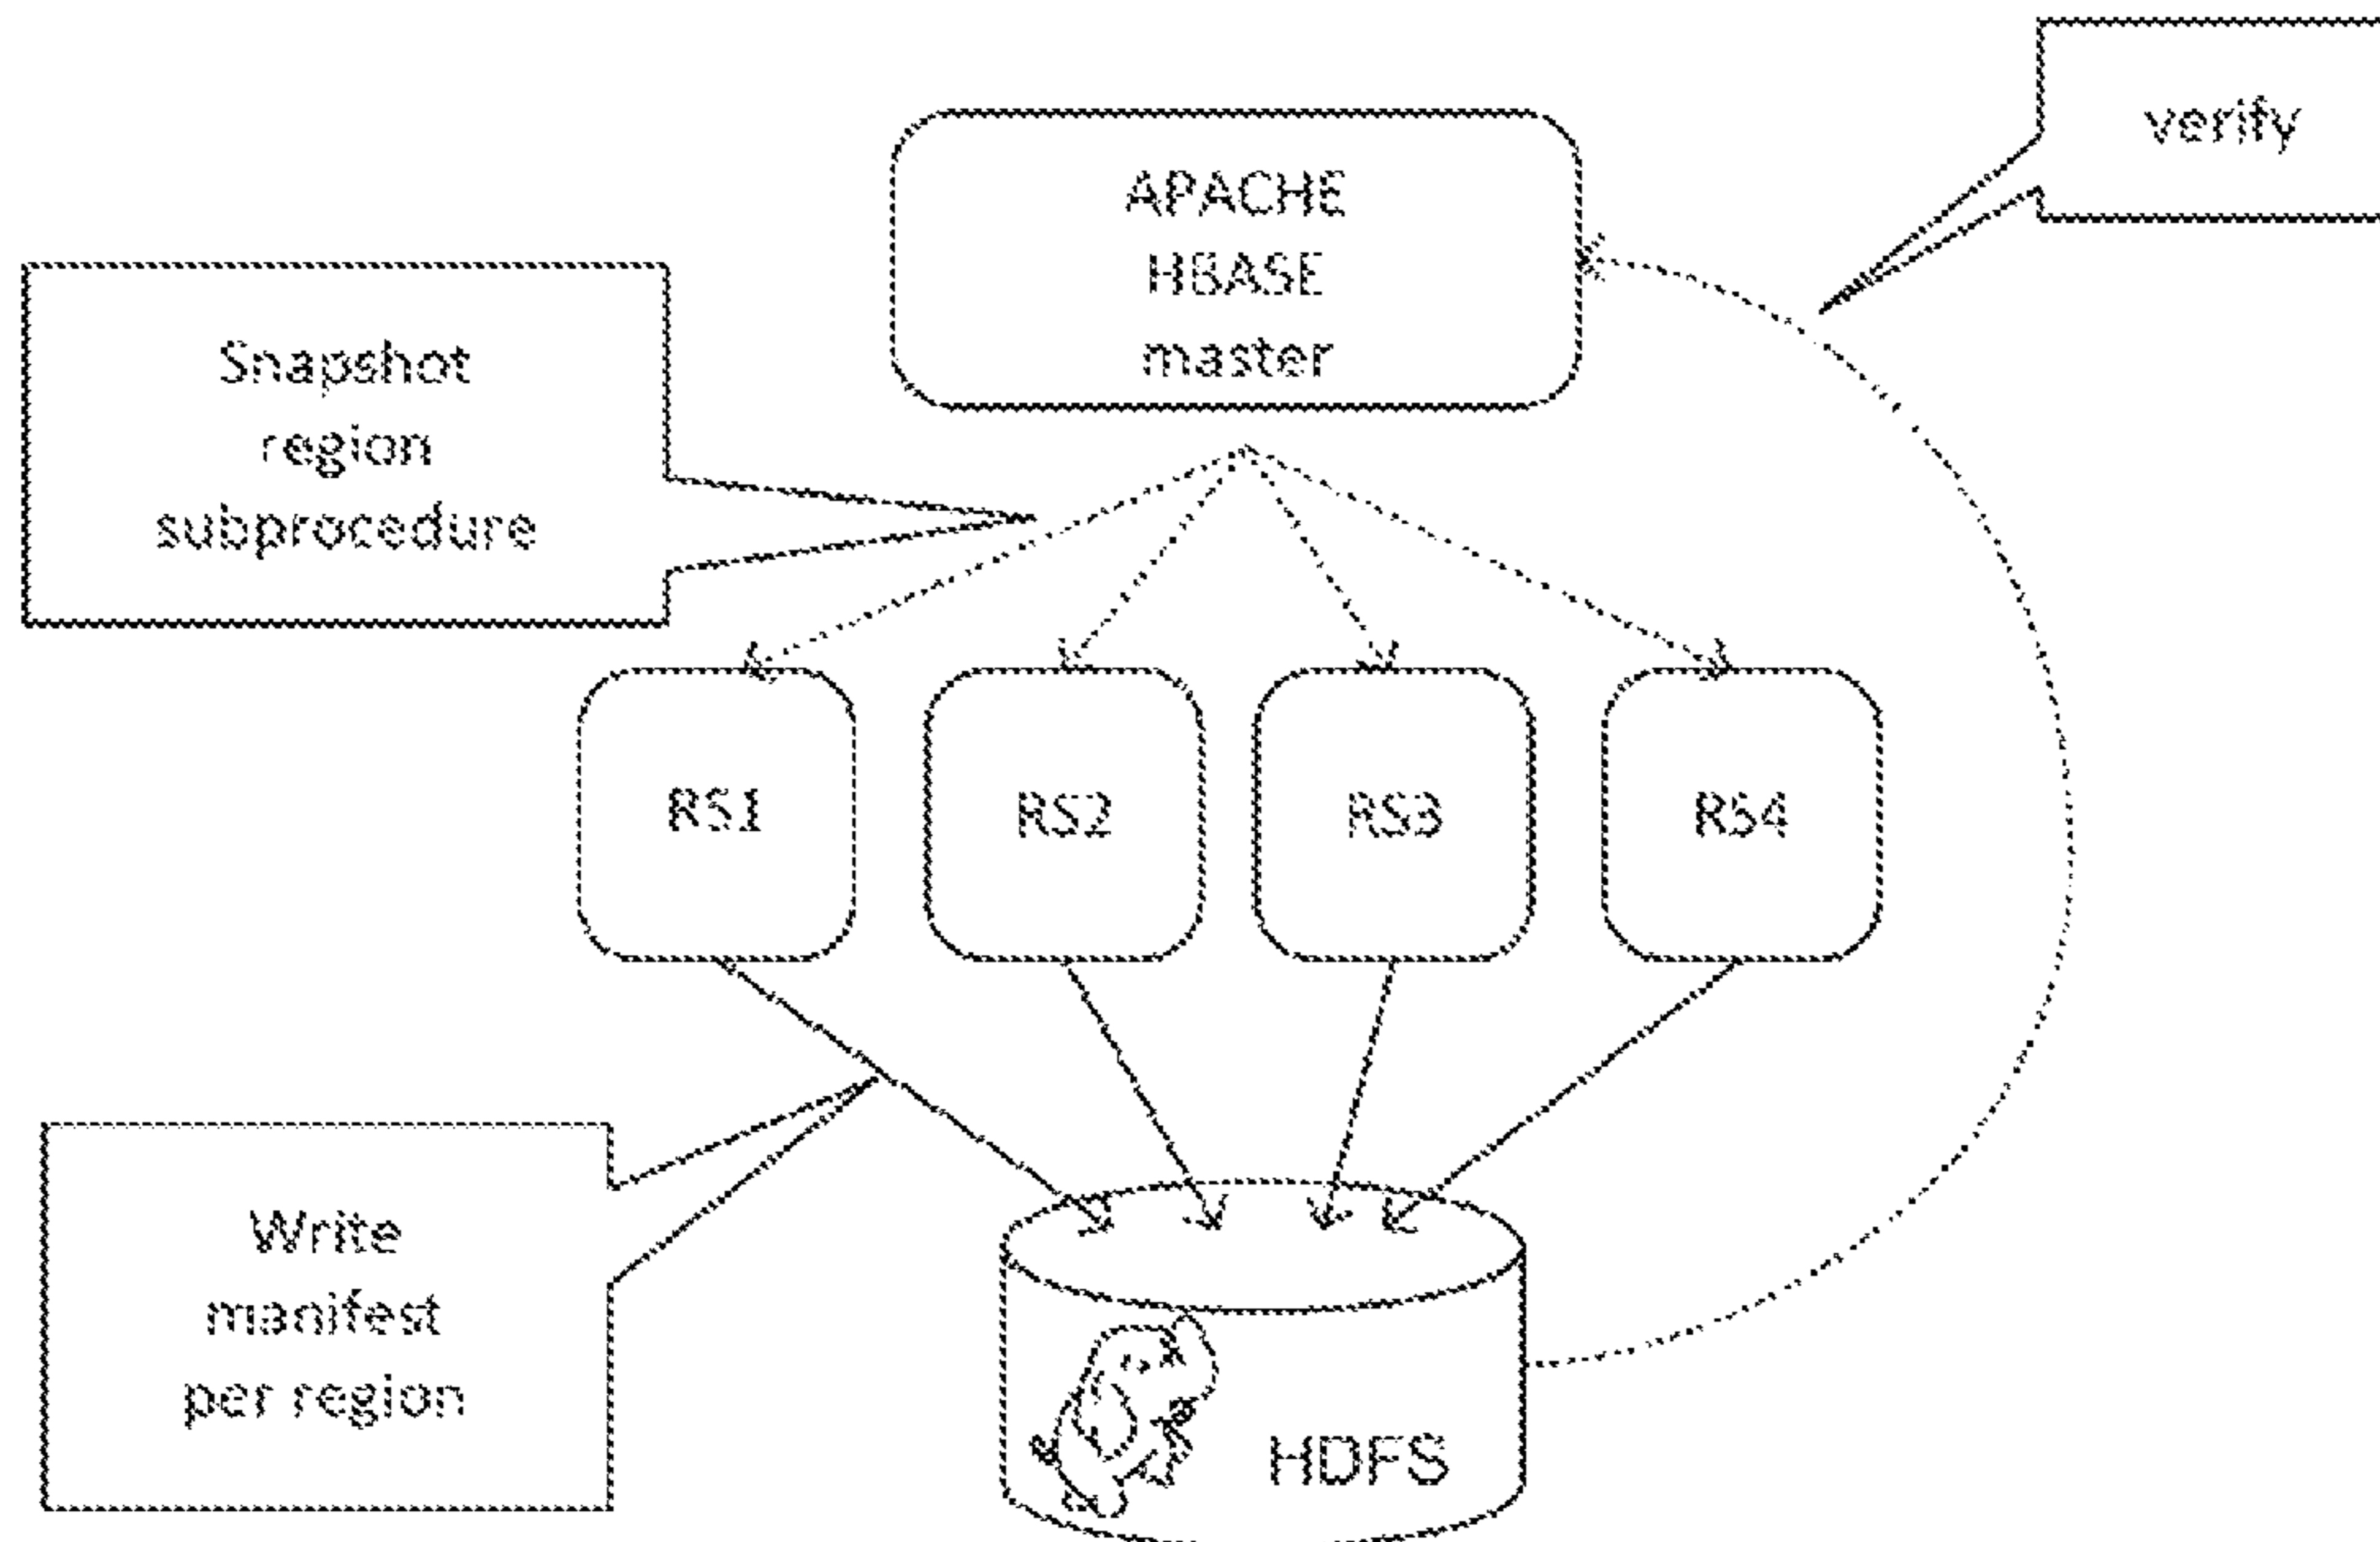 verify
APACHE
HBASE
master
Snapshot
region
subprocedure
RS1
RS2
RS3
RS4
Write
manifest
per region
HDFS